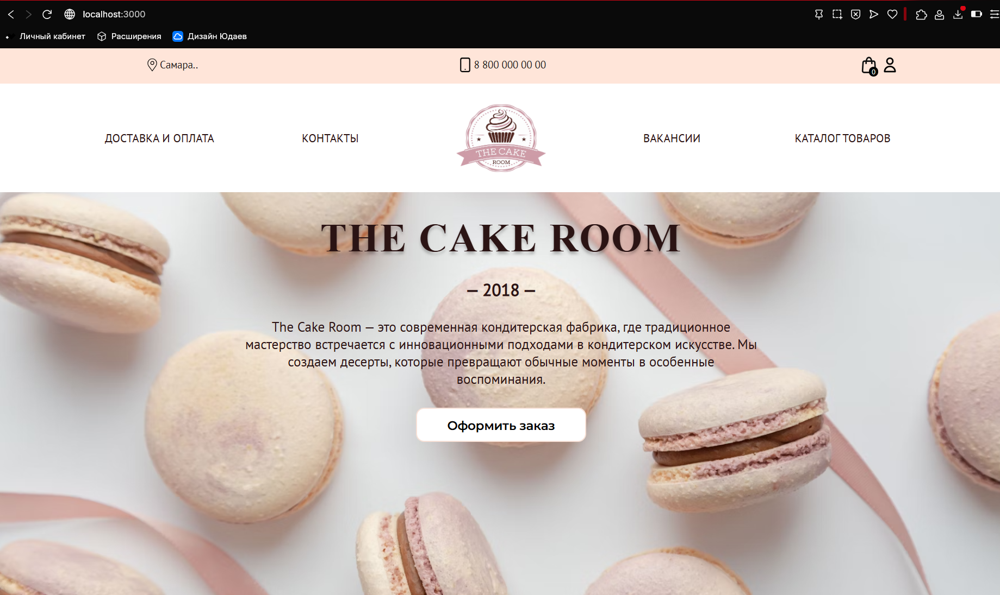 localhost:3000
Личный кабинет
Расширения
Дизайн Юдаев
Самара..
8 800 000 00 00
0
ДОСТАВКА И ОПЛАТА
КОНТАКТЫ
THE CAKE
ROOM
ВАКАНСИИ
КАТАЛОГ ТОВАРОВ
THE CAKE ROOM
— 2018 —
The Cake Room — это современная кондитерская фабрика, где традиционное
мастерство встречается с инновационными подходами в кондитерском искусстве. Мы
создаем десерты, которые превращают обычные моменты в особенные
воспоминания.
Оформить заказ